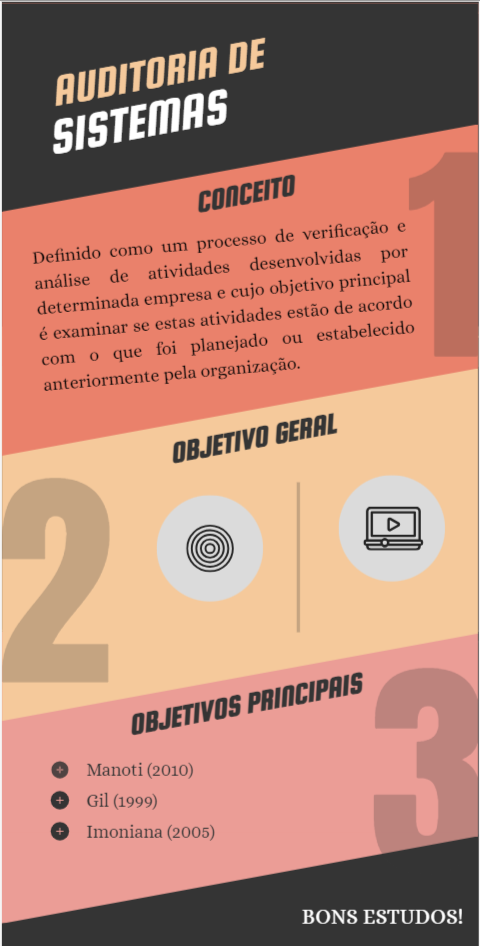 AUDITORIA DE
SISTEMAS
CONCEITO
1
Definido como um processo de verificação e
análise de atividades desenvolvidas por
determinada empresa e cujo objetivo principal
é examinar se estas atividades estão de acordo
com o que foi planejado ou estabelecido
anteriormente pela organização.
OBJETIVO GERAL
2
OBJETIVOS PRINCIPAIS
3
Manoti (2010)
Gil (1999)
Imoniana (2005)
BONS ESTUDOS!